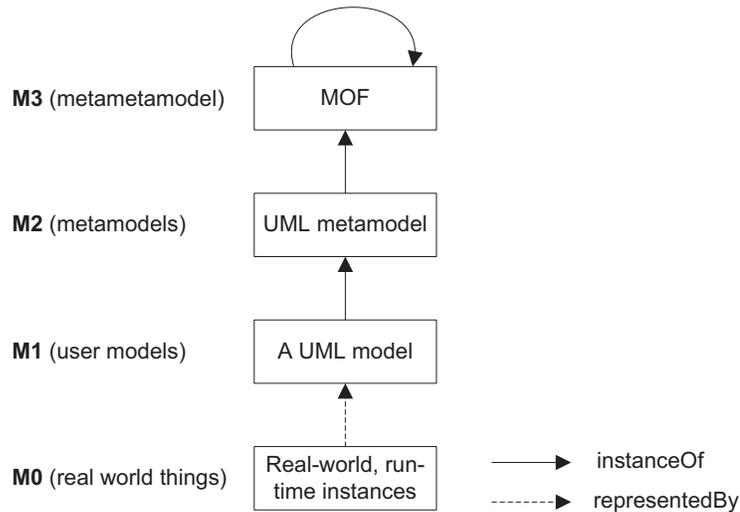 M3 (metametamodel)
MOF
M2 (metamodels)
UML metamodel
M1 (user models)
A UML model
M0 (real world things)
Real-world, run-
time instances
instanceOf
representedBy